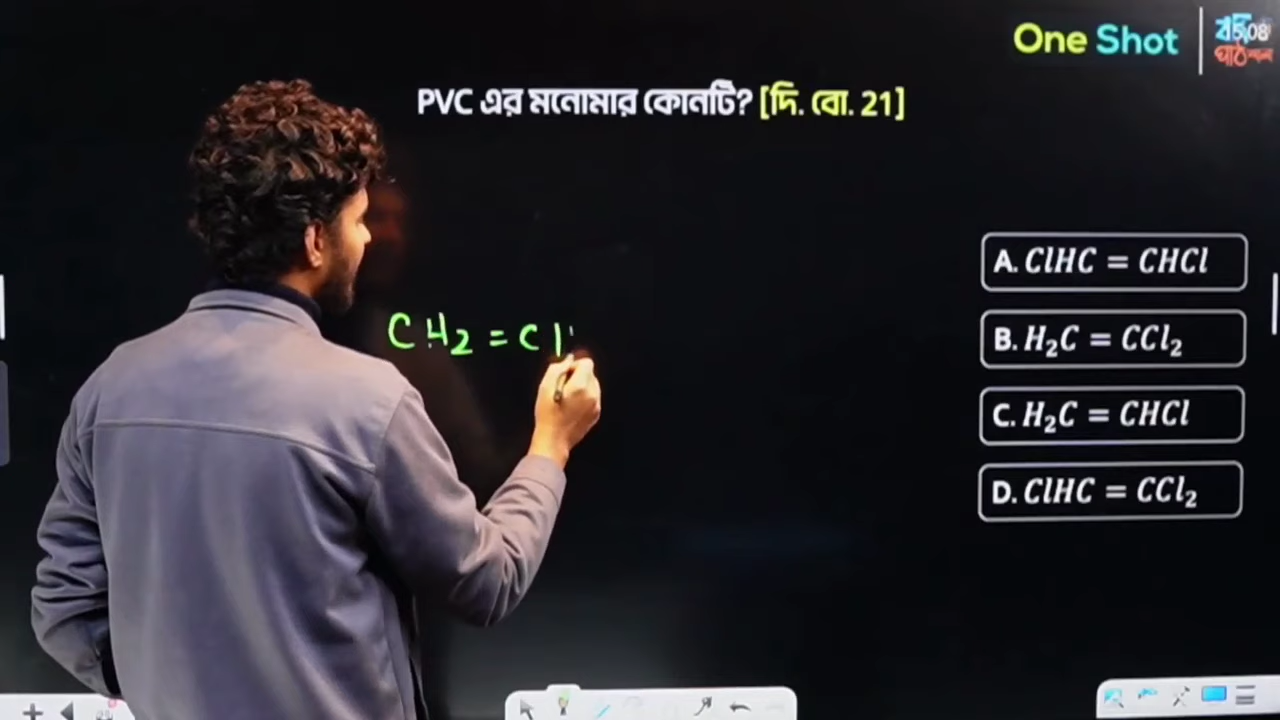 One Shot
PVC এর মনোমার কোনটি? [দি. বো. 21]
A. ClHC = CHCl
CH₂ = C
B. H₂C = CCl₂
C. H₂C = CHCl
D. ClHC = CCl₂